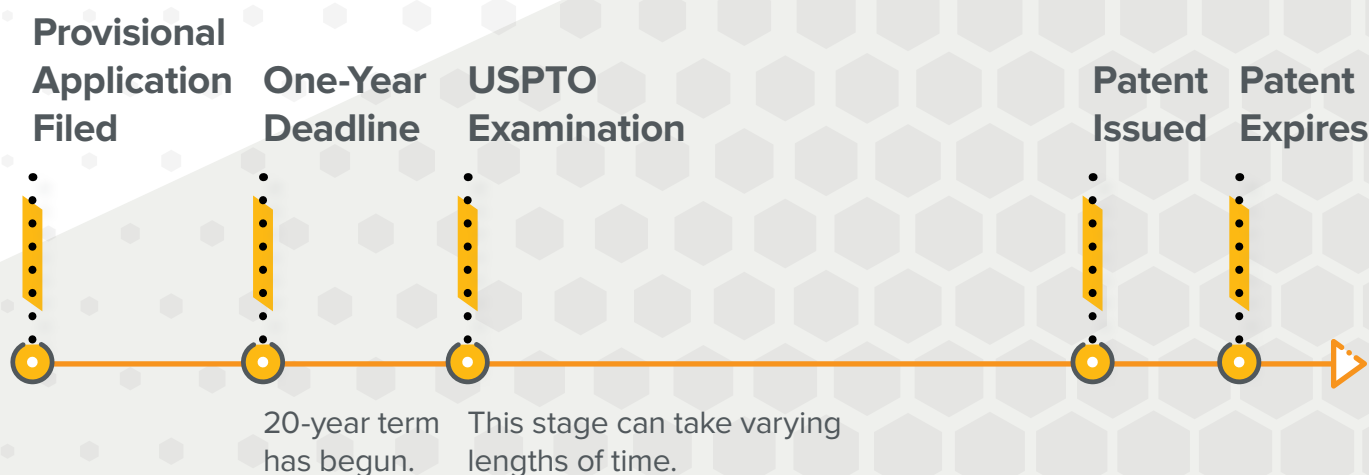 Provisional
Application
Filed
One-Year
Deadline
USPTO
Examination
Patent
Issued
Patent
Expires
20-year term
has begun.
This stage can take varying
lengths of time.